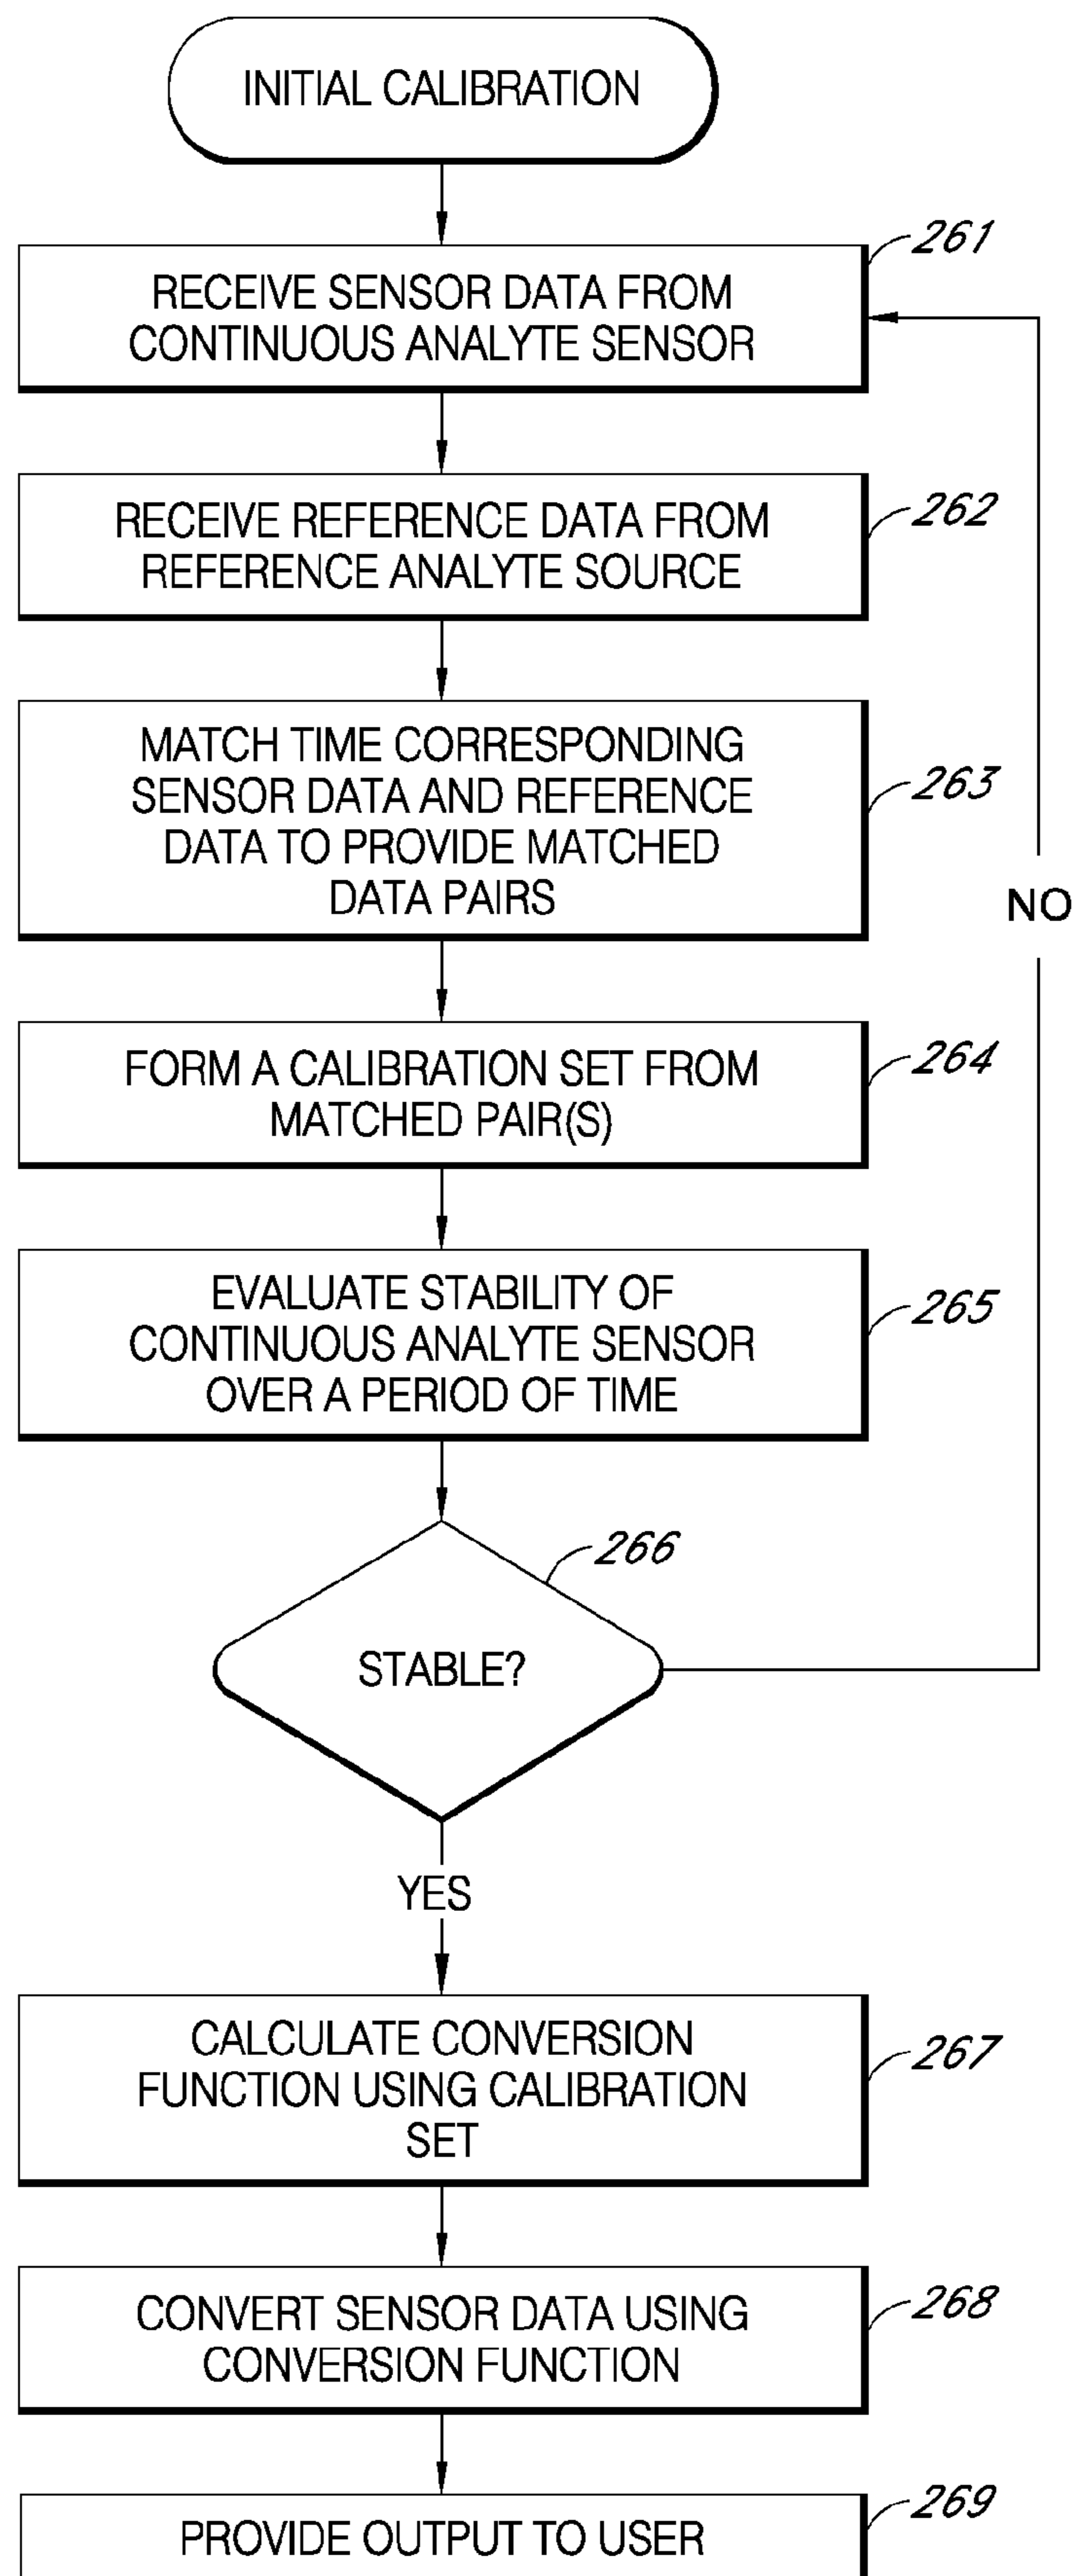 INITIAL CALIBRATION
261
RECEIVE SENSOR DATA FROM
CONTINUOUS ANALYTE SENSOR
262
RECEIVE REFERENCE DATA FROM
REFERENCE ANALYTE SOURCE
263
MATCH TIME CORRESPONDING
SENSOR DATA AND REFERENCE
DATA TO PROVIDE MATCHED
DATA PAIRS
NO
264
FORM A CALIBRATION SET FROM
MATCHED PAIR(S)
265
EVALUATE STABILITY OF
CONTINUOUS ANALYTE SENSOR
OVER A PERIOD OF TIME
266
STABLE?
YES
267
CALCULATE CONVERSION
FUNCTION USING CALIBRATION
SET
268
CONVERT SENSOR DATA USING
CONVERSION FUNCTION
269
PROVIDE OUTPUT TO USER